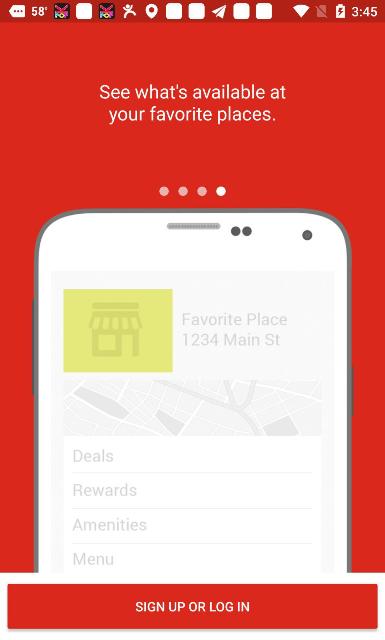 58°
3:45
See what's available at
your favorite places.
Favorite Place
1234 Main St
Deals
Rewards
Amenities
Menu
SIGN UP OR LOG IN